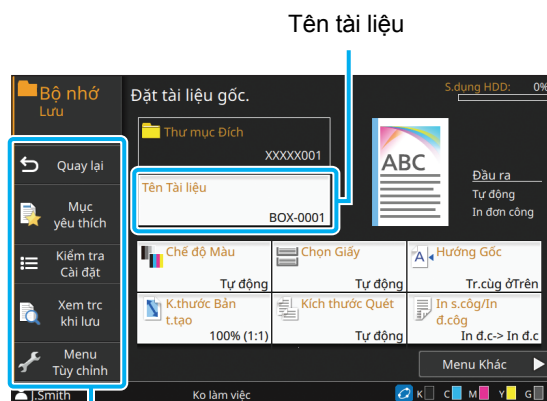 Tên tài liệu
Bộ nhớ
Lưu
Đặt tài liệu gốc.
S.dụng HDD: 0%
Thư mục Đích
XXXXX001
Tên Tài liệu
BOX-0001
ABC
Đầu ra
Tự động
In đơn công
Quay lại
Mục
yêu thích
Kiểm tra
Cài đặt
Xem trc
khi lưu
Menu
Tùy chỉnh
Chế độ Màu
Tự động
Chọn Giấy
Tự động
A
Hướng Gốc
Tr.cùg ởTrên
K.thước Bản
t.tạo
100% (1:1)
Kích thước Quét
Tự động
In s.côg/In
đ.côg
In đ.c-> In đ.c
Menu Khác
J.Smith
Ko làm việc
K C M Y G